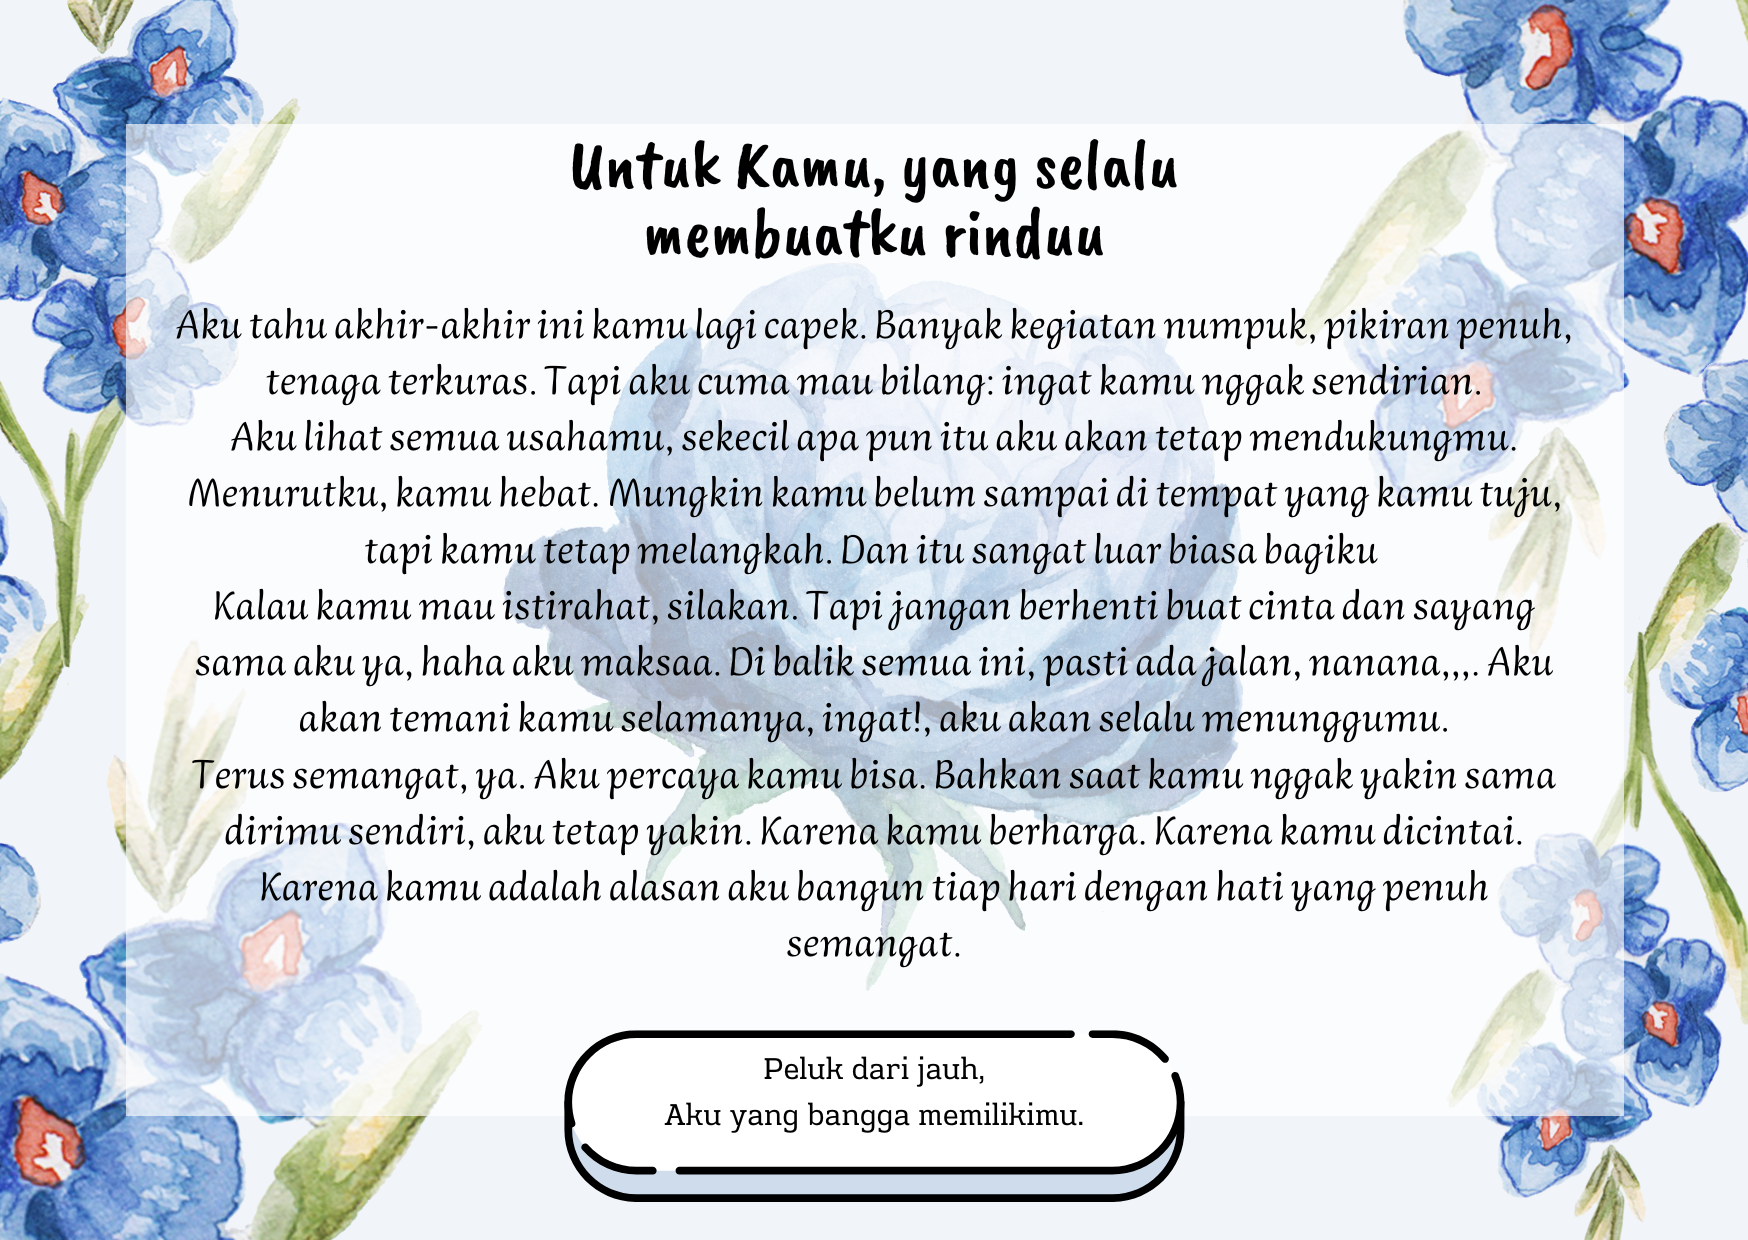 Untuk Kamu, yang selalu
membuatku rinduu
Aku tahu akhir-akhir ini kamu lagi capek. Banyak kegiatan numpuk, pikiran penuh,
tenaga terkuras. Tapi aku cuma mau bilang: ingat kamu nggak sendirian.
Aku lihat semua usahamu, sekecil apa pun itu aku akan tetap mendukungmu.
Menurutku, kamu hebat. Mungkin kamu belum sampai di tempat yang kamu tuju,
tapi kamu tetap melangkah. Dan itu sangat luar biasa bagiku
Kalau kamu mau istirahat, silakan. Tapi jangan berhenti buat cinta dan sayang
sama aku ya, haha aku maksaa. Di balik semua ini, pasti ada jalan, nanana,,,. Aku
akan temani kamu selamanya, ingat!, aku akan selalu menunggumu.
Terus semangat, ya. Aku percaya kamu bisa. Bahkan saat kamu nggak yakin sama
dirimu sendiri, aku tetap yakin. Karena kamu berharga. Karena kamu dicintai.
Karena kamu adalah alasan aku bangun tiap hari dengan hati yang penuh
semangat.
Peluk dari jauh,
Aku yang bangga memilikimu.